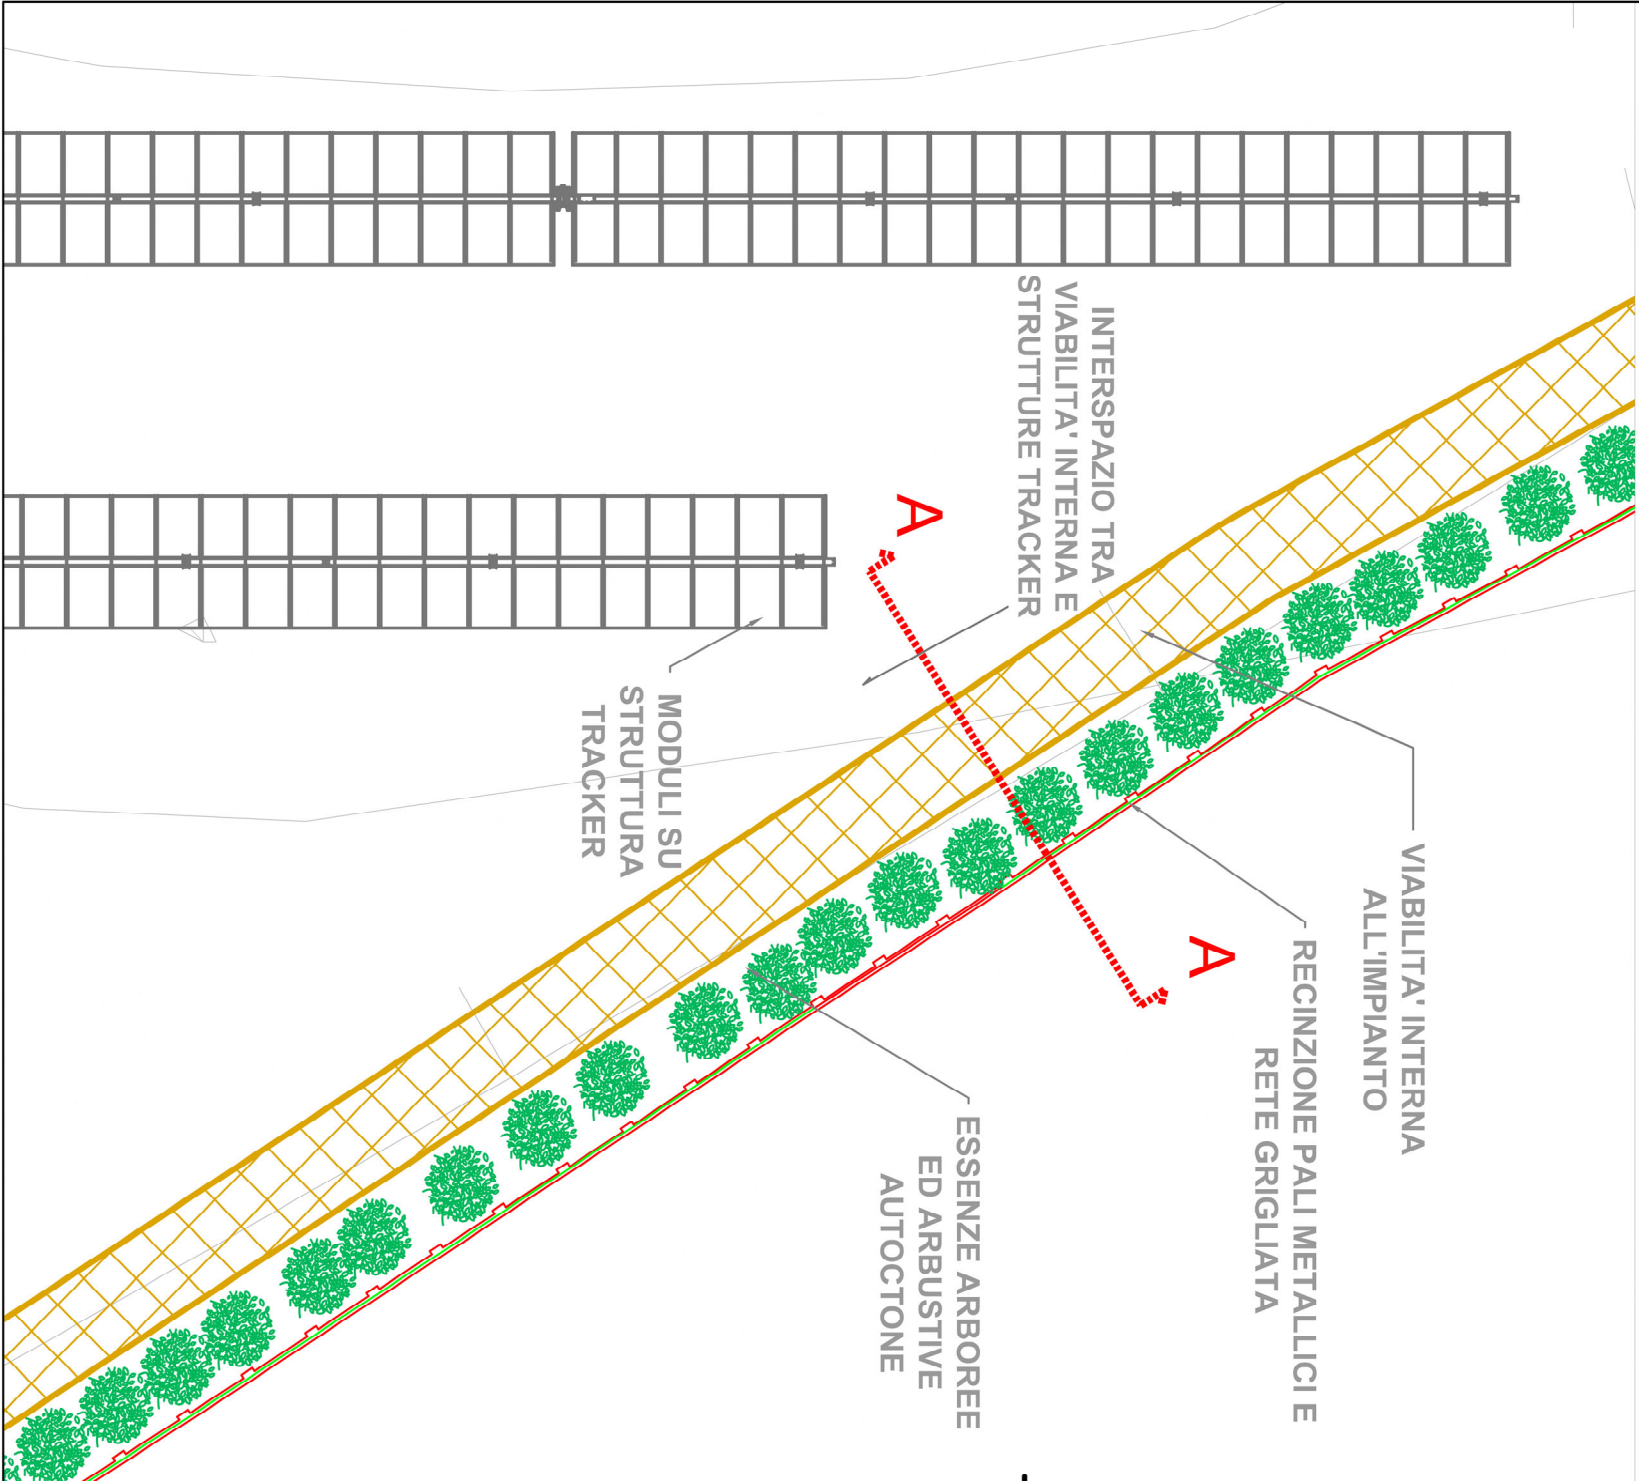 INTERSPAZIO TRA
VIABILITA' INTERNA E
STRUTTURE TRACKER
A
A
MODULI SU
STRUTTURA
TRACKER
VIABILITA' INTERNA
ALL'IMPIANTO
RECINZIONE PALI METALLICI E
RETE GRIGLIATA
ESSENZE ARBOREE
ED ARBUSTIVE
AUTOCTONE